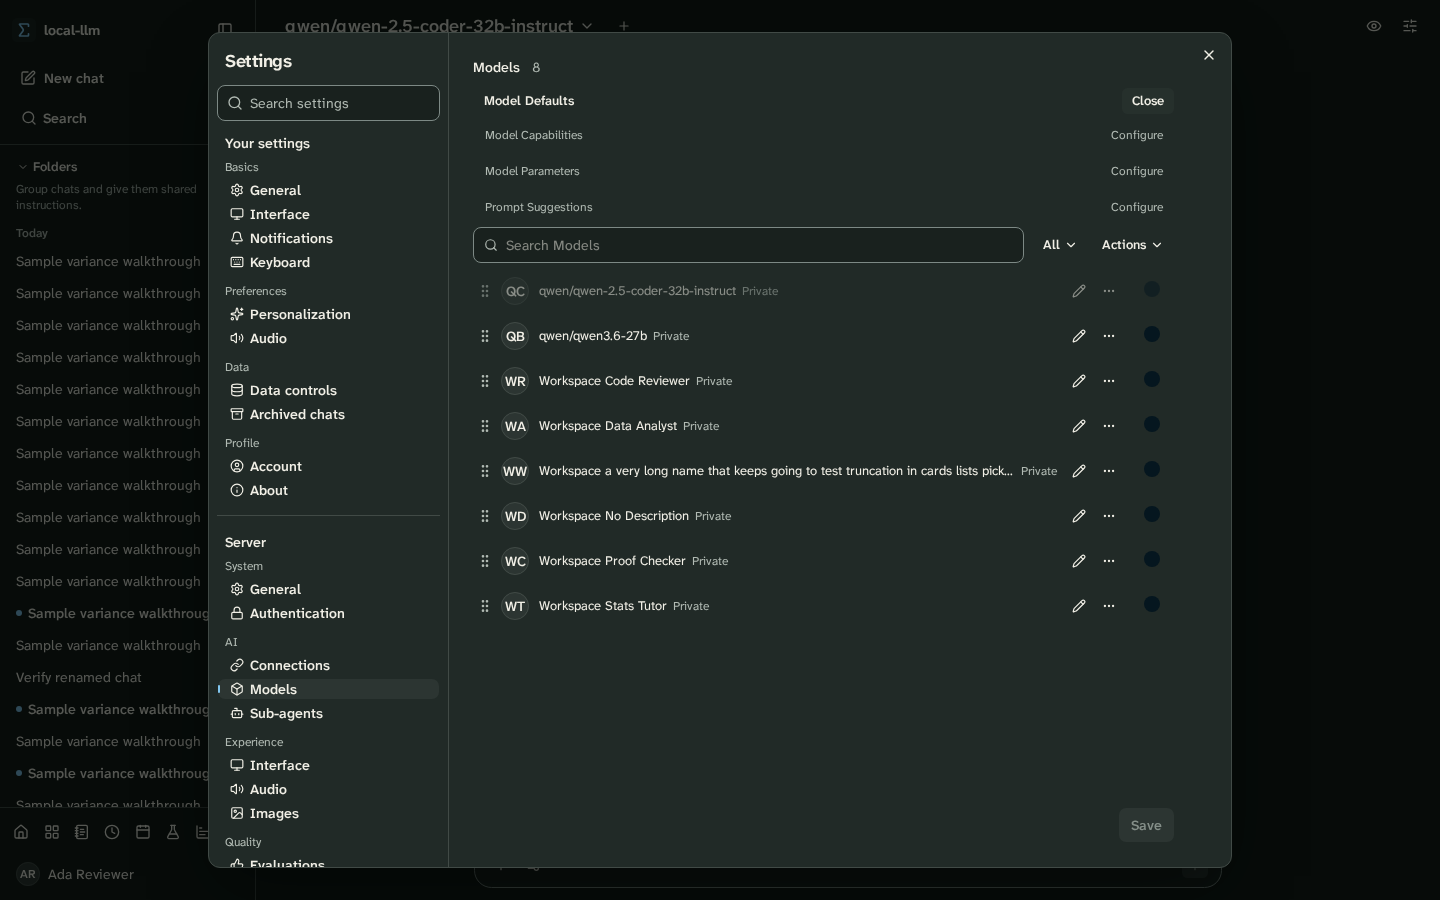 local-llm
New chat
Search
Folders
Group chats and give them shared
instructions.
Today
Sample variance walkthrough
Sample variance walkthrough
Sample variance walkthrough
Sample variance walkthrough
Sample variance walkthrough
Sample variance walkthrough
Sample variance walkthrough
Sample variance walkthrough
Sample variance walkthrough
Sample variance walkthrough
Sample variance walkthrough
Sample variance walkthroug
Sample variance walkthrough
Verify renamed chat
Sample variance walkthroug
Sample variance walkthrough
Sample variance walkthroug
Sample variance walkthrough
AR Ada Reviewer
qwen/qwen-2.5-coder-32b-instruct
Settings
Search settings
Your settings
Basics
General
Interface
Notifications
Keyboard
Preferences
Personalization
Audio
Data
Data controls
Archived chats
Profile
Account
About
Server
System
General
Authentication
AI
Connections
Models
Sub-agents
Experience
Interface
Audio
Images
Quality
Evaluations
Models 8
Model Defaults Close
Model Capabilities Configure
Model Parameters Configure
Prompt Suggestions Configure
Search Models All Actions
QC qwen/qwen-2.5-coder-32b-instruct Private
QB qwen/qwen3.6-27b Private
WR Workspace Code Reviewer Private
WA Workspace Data Analyst Private
WW Workspace a very long name that keeps going to test truncation in cards lists pick... Private
WD Workspace No Description Private
WC Workspace Proof Checker Private
WT Workspace Stats Tutor Private
Save